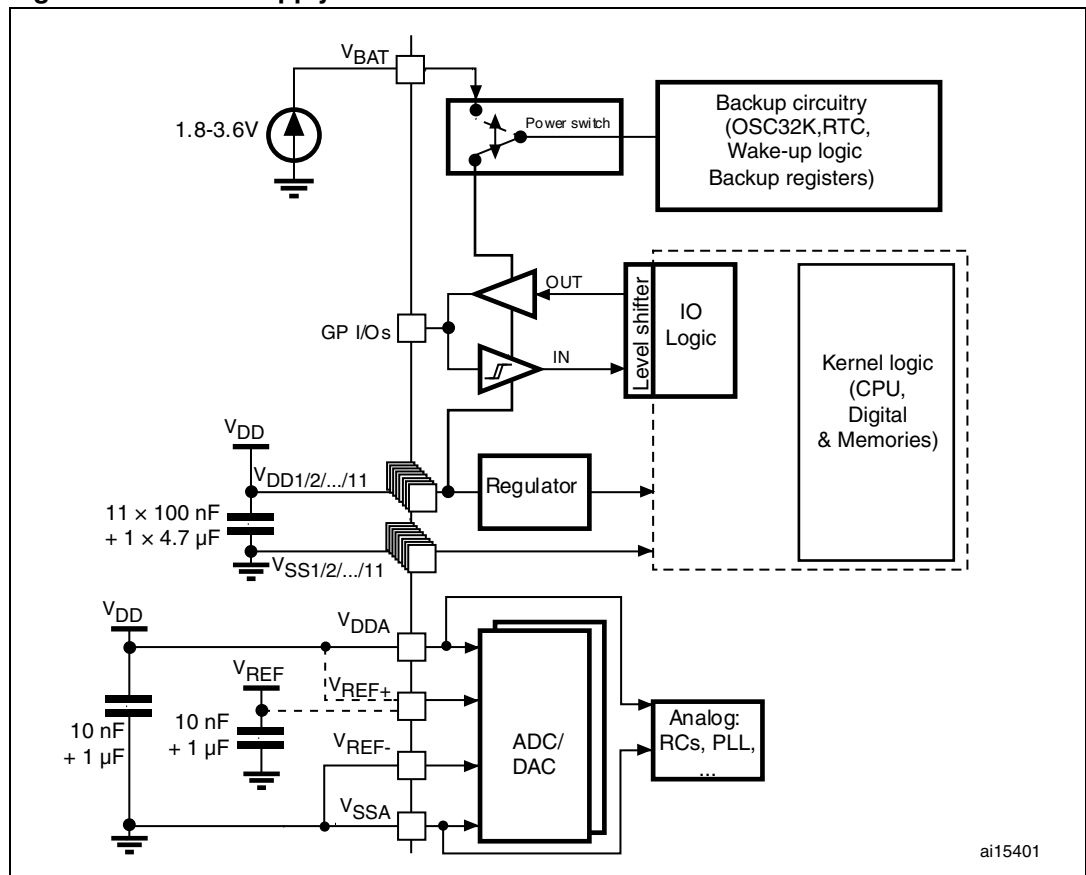 VBAT
1.8-3.6V
Power switch
Backup circuitry
(OSC32K,RTC,
Wake-up logic
Backup registers)
OUT
GP I/Os
IN
Level shifter
IO
Logic
Kernel logic
(CPU,
Digital
& Memories)
VDD
VDD1/2/.../11
Regulator
11 × 100 nF
+ 1 × 4.7 µF
VSS1/2/.../11
VDD
VDDA
VREF
VREF+
10 nF
+ 1 µF
10 nF
+ 1 µF
VREF-
ADC/
DAC
Analog:
RCs, PLL,
...
VSSA
ai15401